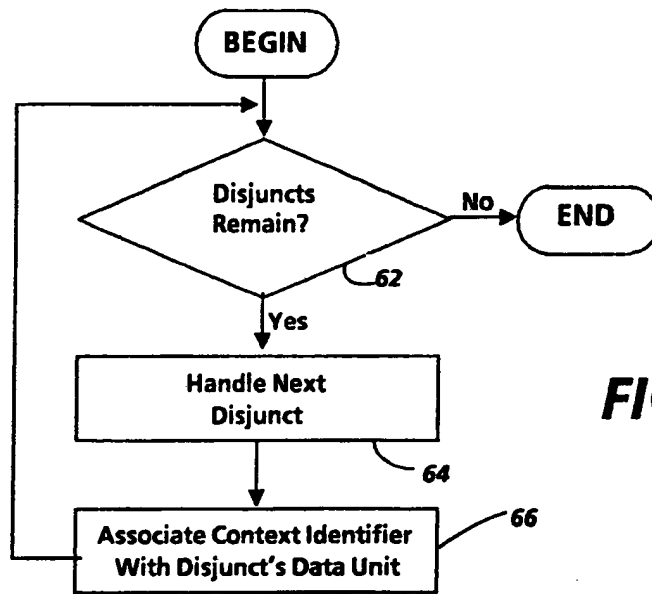 BEGIN
Disjuncts
Remain?
No
END
62
Yes
Handle Next
Disjunct
64
Associate Context Identifier
With Disjunct's Data Unit
66